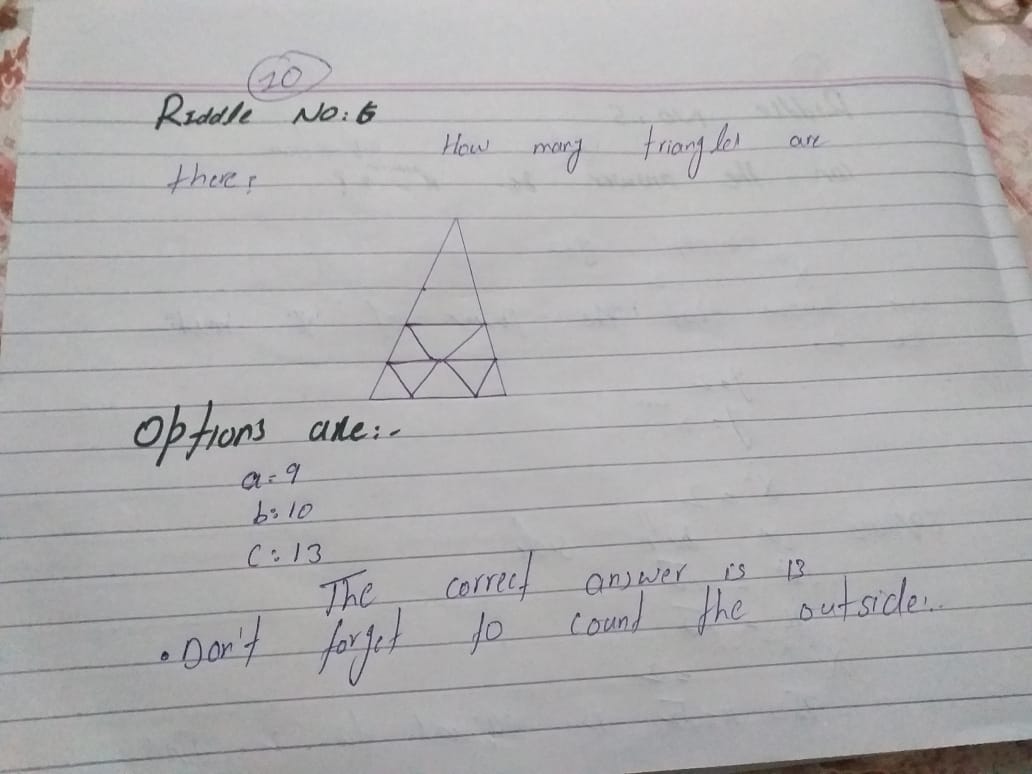 10
Riddle No: 6
How many triangles are
there?
Options are:-
a = 9
b: 10
c: 13
The correct answer is 13
• Don't forget to count the outside..